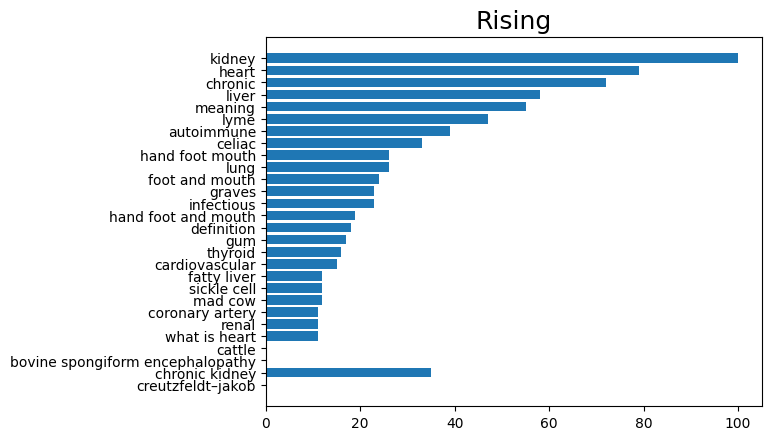 Rising
kidney
heart
chronic
liver
meaning
lyme
autoimmune
celiac
hand foot mouth
lung
foot and mouth
graves
infectious
hand foot and mouth
definition
gum
thyroid
cardiovascular
fatty liver
sickle cell
mad cow
coronary artery
renal
what is heart
cattle
bovine spongiform encephalopathy
chronic kidney
creutzfeldt–jakob
0 20 40 60 80 100